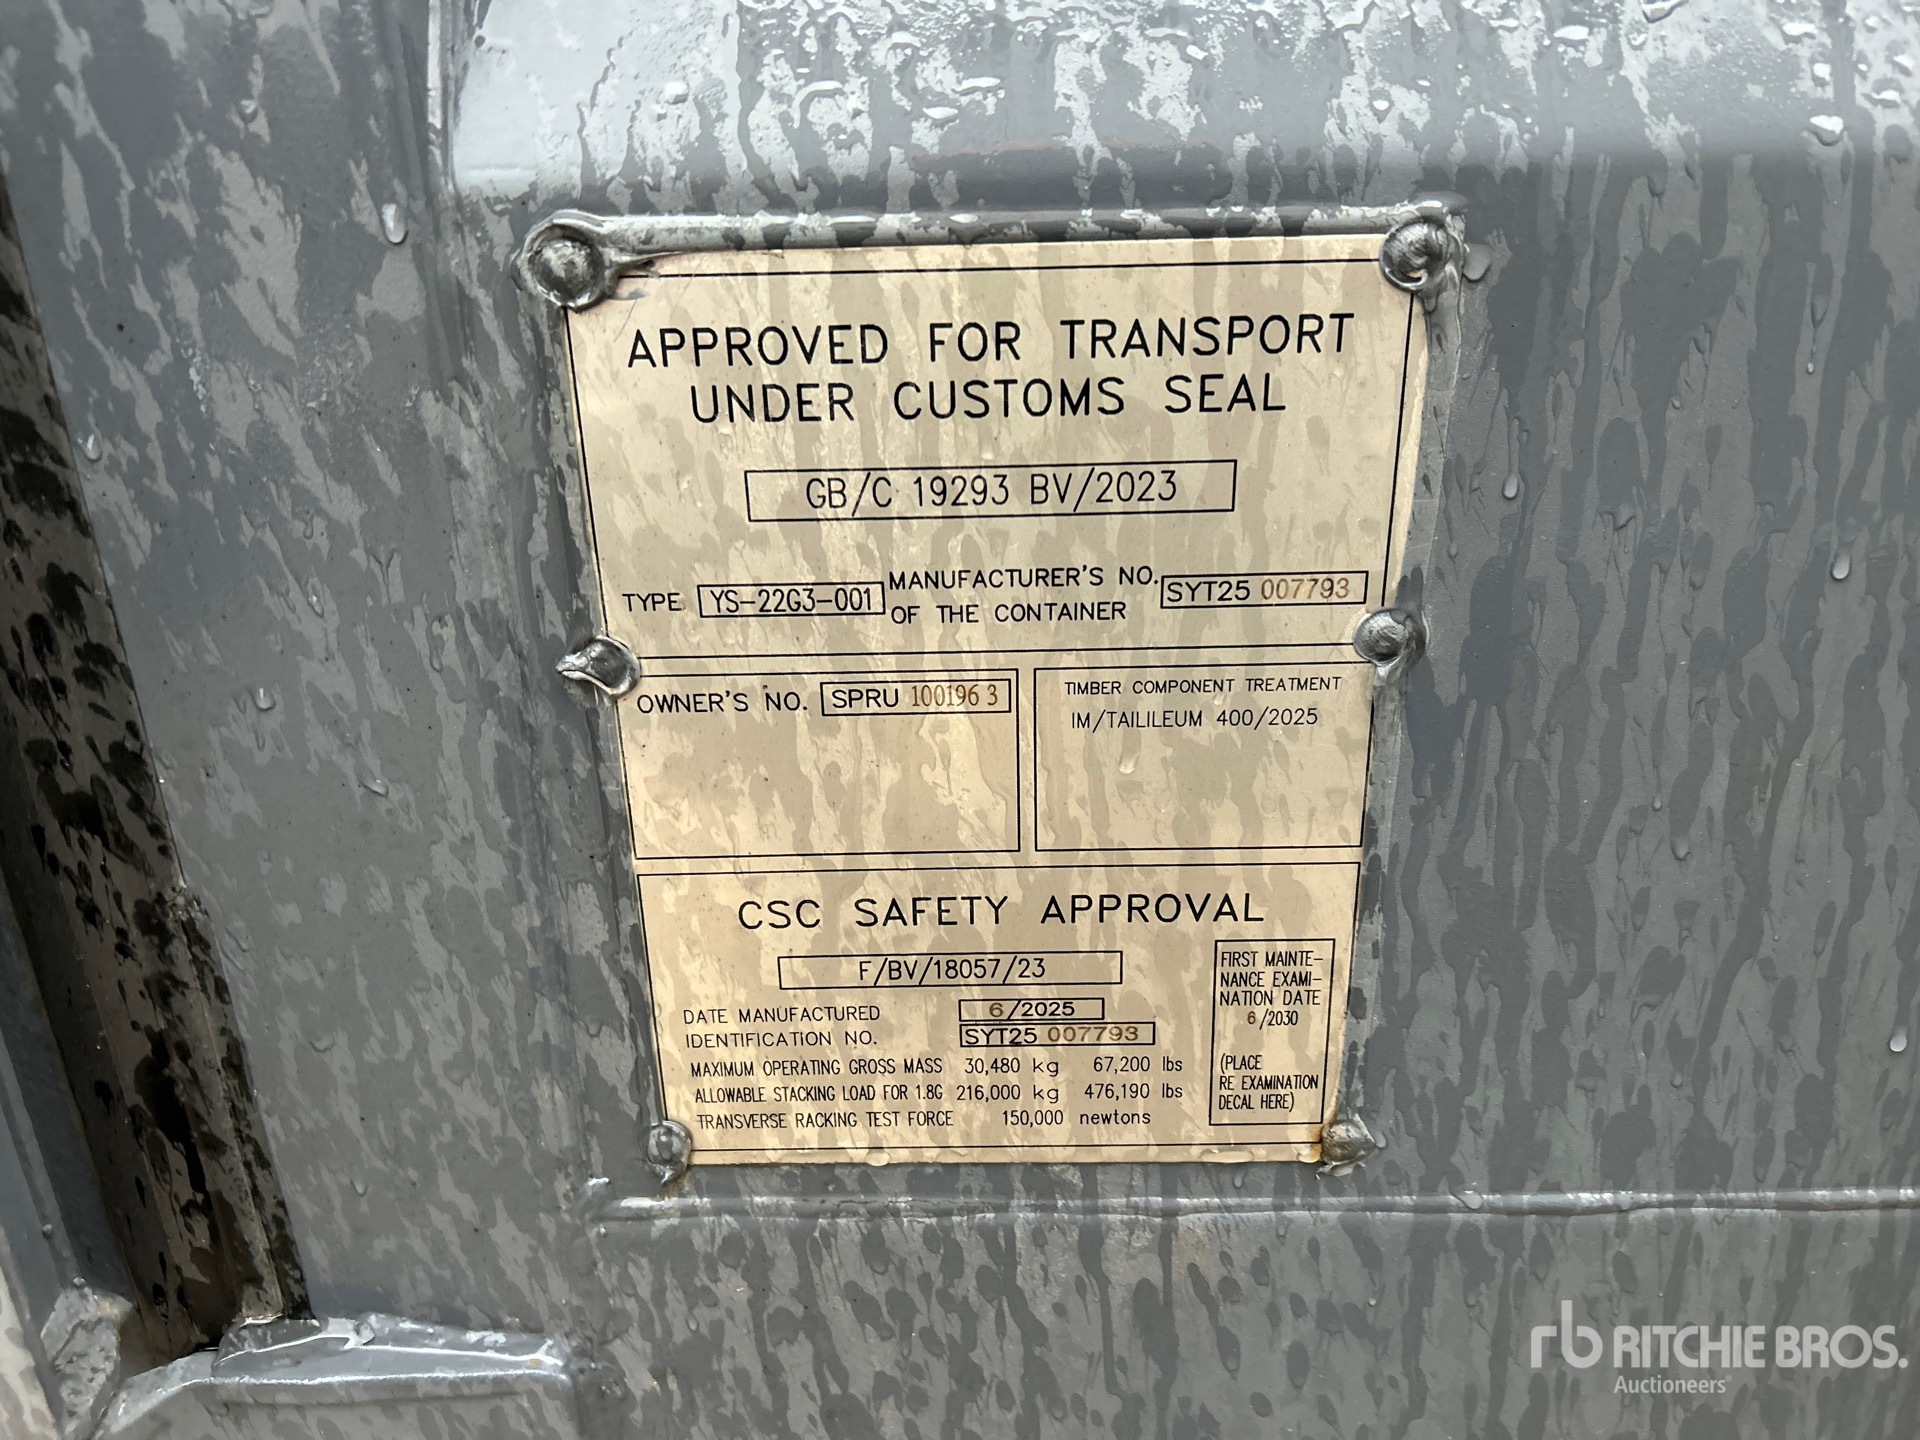 APPROVED FOR TRANSPORT
UNDER CUSTOMS SEAL
GB/C 19293 BV/2023
TYPE YS-22G3-001 MANUFACTURER'S NO. OF THE CONTAINER SYT25 007793
OWNER'S NO. SPRU 100196 3
TIMBER COMPONENT TREATMENT
IM/TAILILEUM 400/2025
CSC SAFETY APPROVAL
F/BV/18057/23
DATE MANUFACTURED 6/2025
IDENTIFICATION NO. SYT25 007793
MAXIMUM OPERATING GROSS MASS 30,480 kg 67,200 lbs
ALLOWABLE STACKING LOAD FOR 1.8G 216,000 kg 476,190 lbs
TRANSVERSE RACKING TEST FORCE 150,000 newtons
FIRST MAINTE-
NANCE EXAMI-
NATION DATE
6/2030
(PLACE
RE EXAMINATION
DECAL HERE)
rb RITCHIE BROS.
Auctioneers